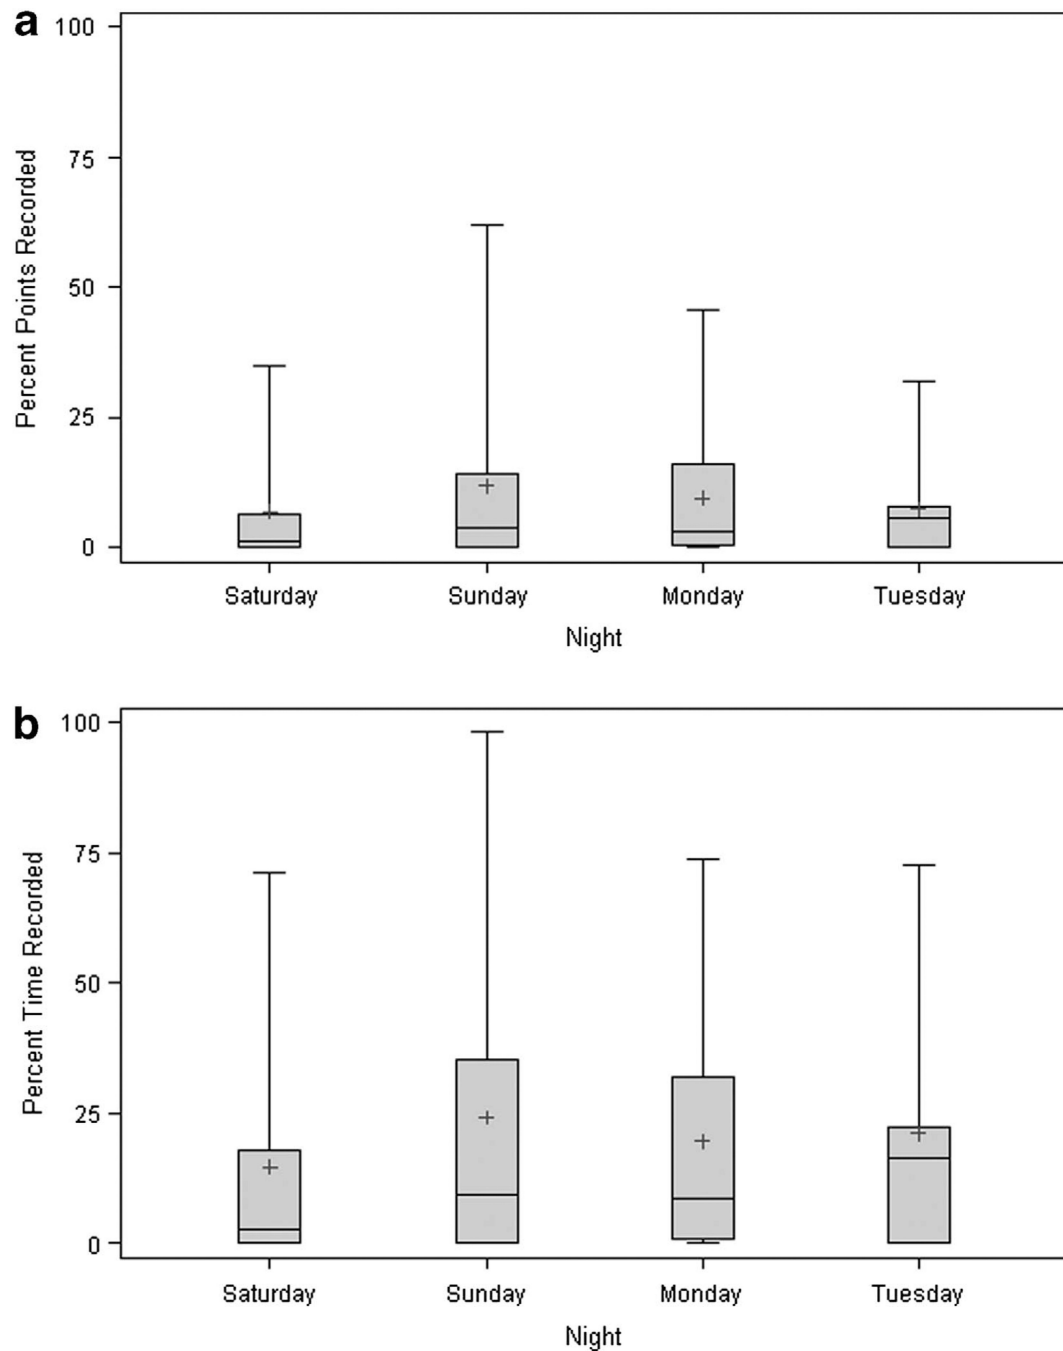 a
100
75
50
25
0
Percent Points Recorded
Saturday Sunday Monday Tuesday
Night
b
100
75
50
25
0
Percent Time Recorded
Saturday Sunday Monday Tuesday
Night